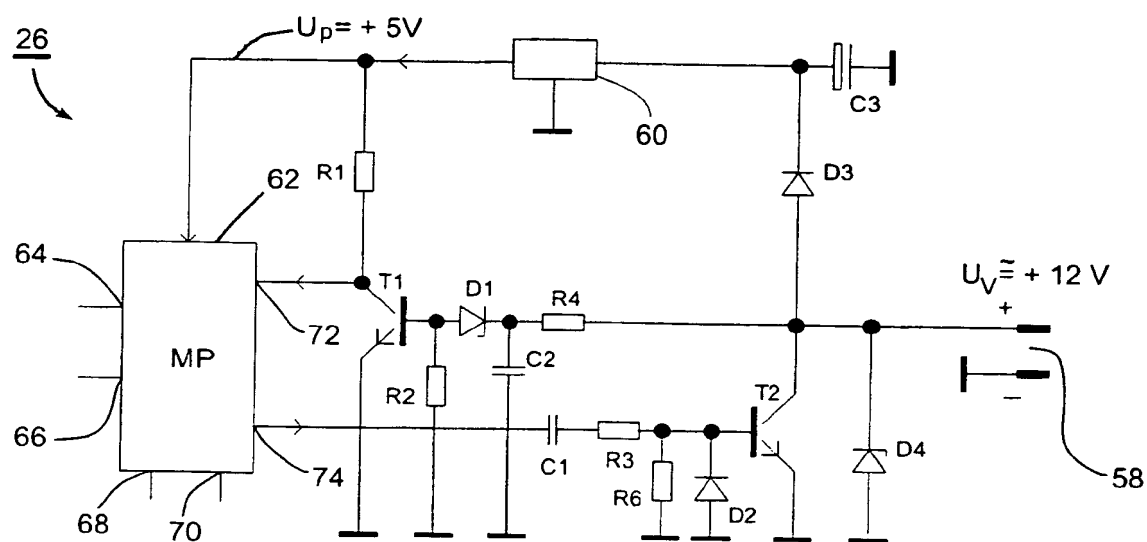 26
Up = + 5V
C3
60
R1
D3
62
64
T1
D1
R4
UV ≅ + 12 V
+
72
MP
C2
R2
T2
−
66
C1
R3
D4
74
R6
D2
58
68
70